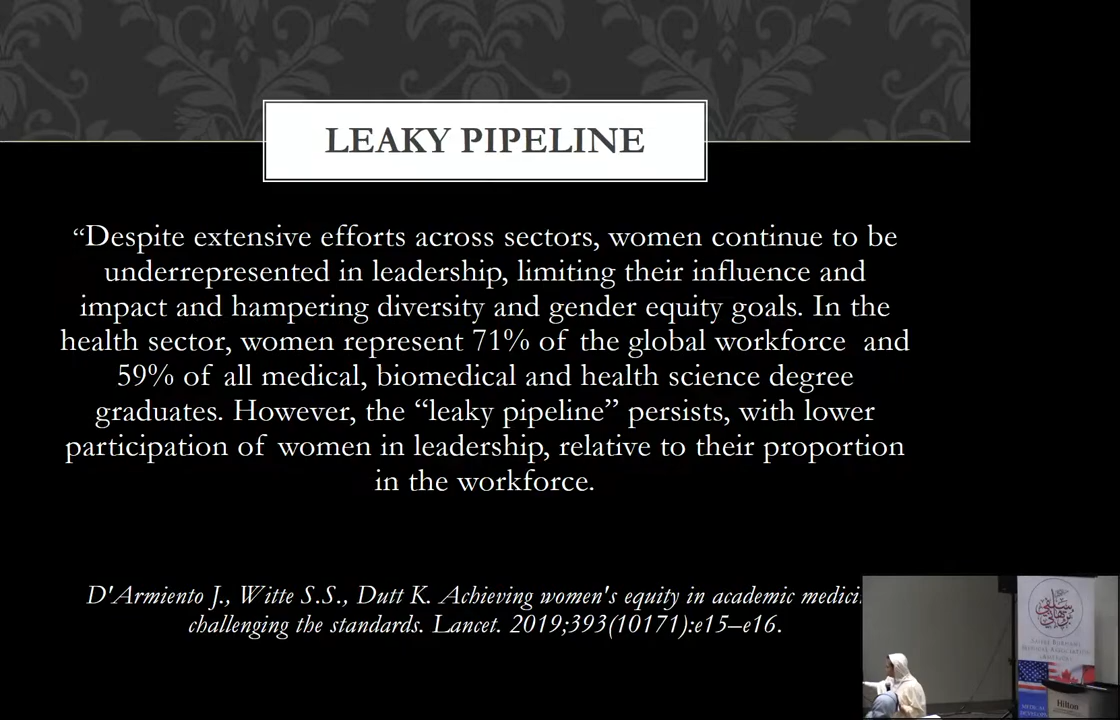 LEAKY PIPELINE
“Despite extensive efforts across sectors, women continue to be
underrepresented in leadership, limiting their influence and
impact and hampering diversity and gender equity goals. In the
health sector, women represent 71% of the global workforce and
59% of all medical, biomedical and health science degree
graduates. However, the “leaky pipeline” persists, with lower
participation of women in leadership, relative to their proportion
in the workforce.
D'Armiento J., Witte S.S., Dutt K. Achieving women's equity in academic
challenging the standards. Lancet. 2019;393(10171):e15–e16.
Hilton